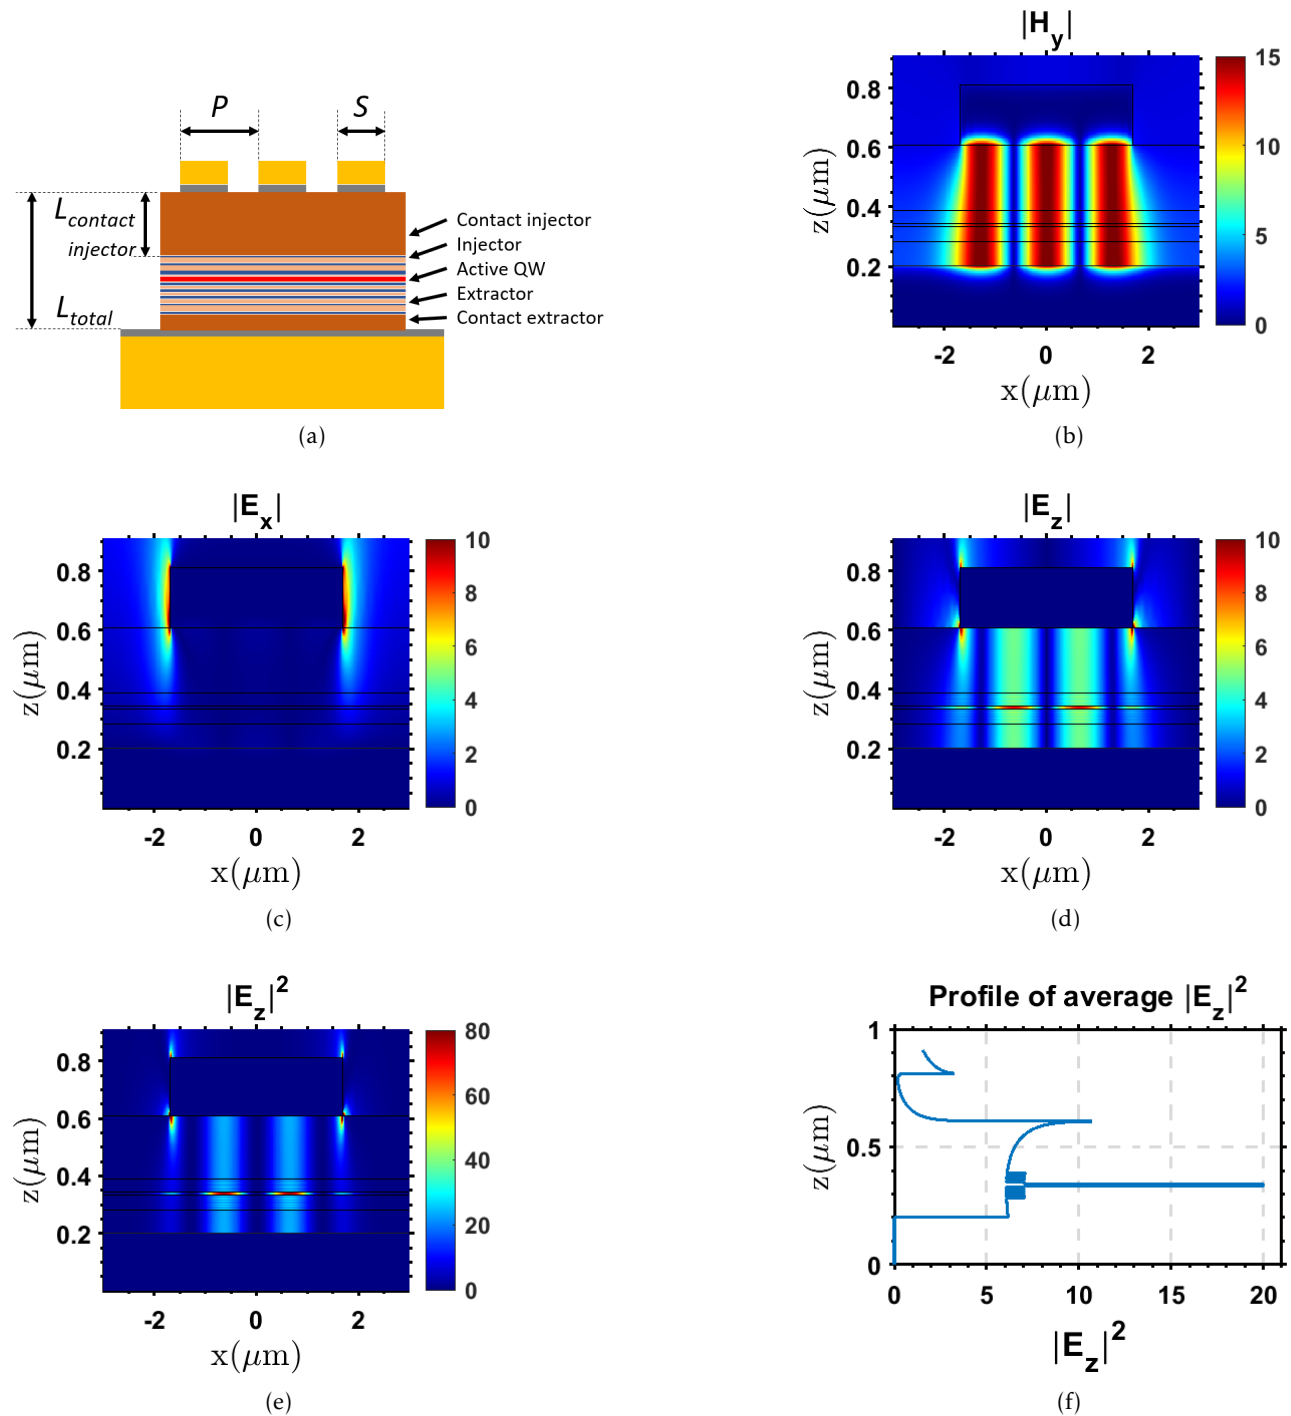 P
S
L contact injector
L total
Contact injector
Injector
Active QW
Extractor
Contact extractor
(a)
|H_y|
0.8
0.6
0.4
0.2
z(μm)
-2 0 2
x(μm)
15
10
5
0
(b)
|E_x|
0.8
0.6
0.4
0.2
z(μm)
-2 0 2
x(μm)
10
8
6
4
2
0
(c)
|E_z|
0.8
0.6
0.4
0.2
z(μm)
-2 0 2
x(μm)
10
8
6
4
2
0
(d)
|E_z|²
0.8
0.6
0.4
0.2
z(μm)
-2 0 2
x(μm)
80
60
40
20
0
(e)
Profile of average |E_z|²
1
0.5
0
z(μm)
0 5 10 15 20
|E_z|²
(f)